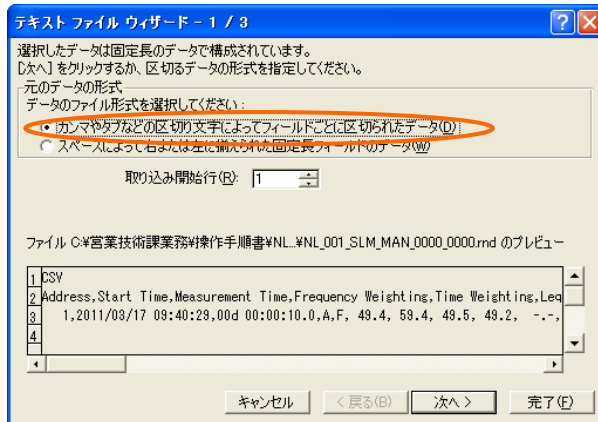 テキスト ファイル ウィザード - 1 / 3
選択したデータは固定長のデータで構成されています。
[次へ] をクリックするか、区切るデータの形式を指定してください。
元のデータの形式
データのファイル形式を選択してください:
カンマやタブなどの区切り文字によってフィールドごとに区切られたデータ(D)
スペースによって右または左に揃えられた固定長フィールドのデータ(W)
取り込み開始行(R): 1
ファイル C:¥営業技術課業務¥操作手順書¥NL...¥NL_001_SLM_MAN_0000_0000.rnd のプレビュー
1 CSV
2 Address,Start Time,Measurement Time,Frequency Weighting,Time Weighting,Leq
3 1,2011/03/17 09:40:29,00d 00:00:10.0,A,F, 49.4, 59.4, 49.5, 49.2, -.-,
4
キャンセル < 戻る(B) 次へ > 完了(F)